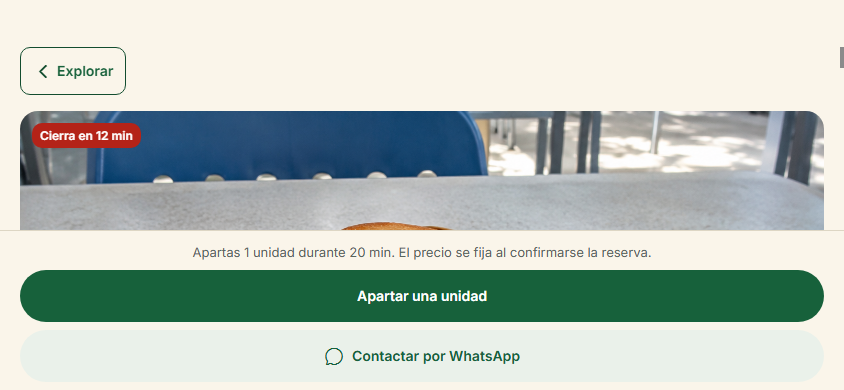 Explorar
Cierra en 12 min
Apartas 1 unidad durante 20 min. El precio se fija al confirmarse la reserva.
Apartar una unidad
Contactar por WhatsApp